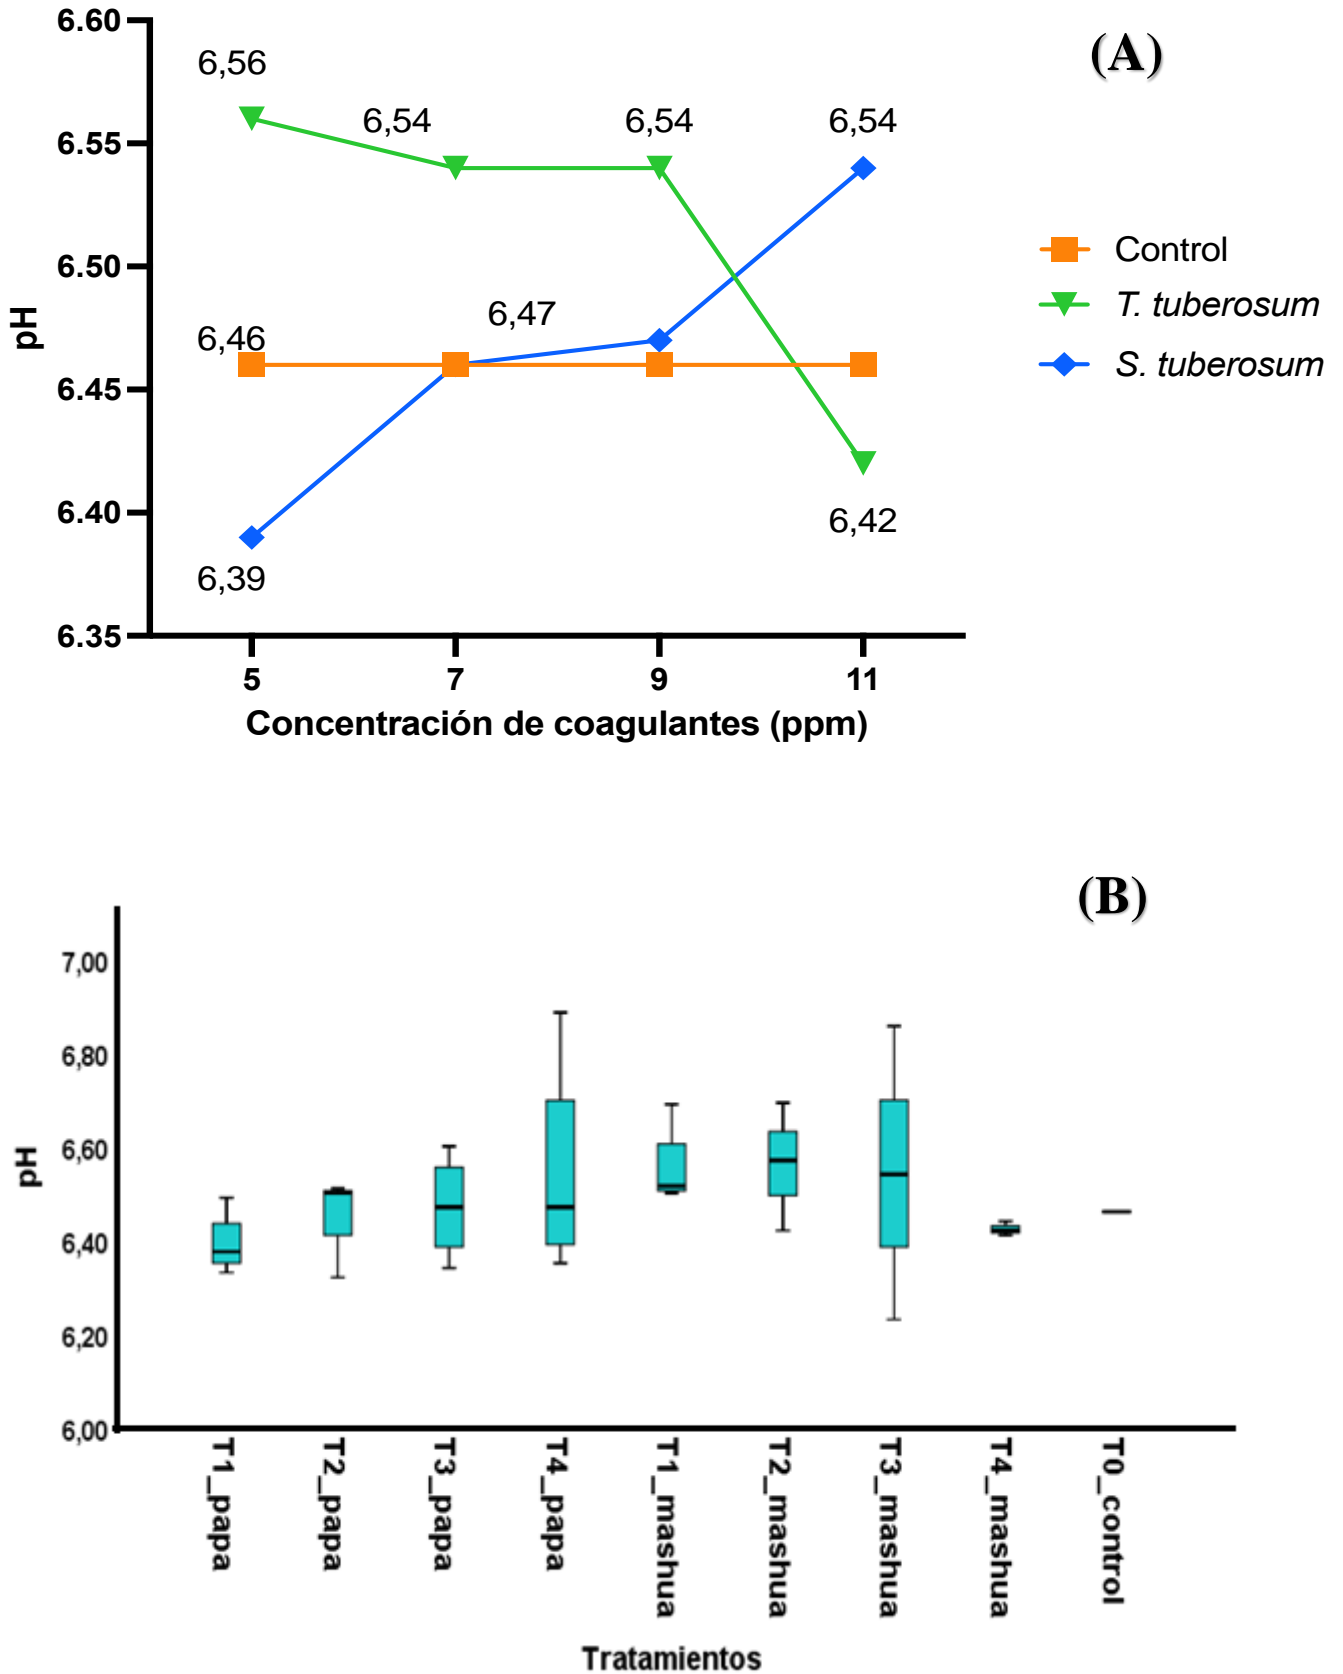 (A)
6.60
6.55
6.50
6.45
6.40
6.35
pH
6,56
6,54
6,54
6,54
6,47
6,46
6,42
6,39
5
7
9
11
Concentración de coagulantes (ppm)
Control
T. tuberosum
S. tuberosum
(B)
7,00
6,80
6,60
6,40
6,20
6,00
pH
T1_papa
T2_papa
T3_papa
T4_papa
T1_mashua
T2_mashua
T3_mashua
T4_mashua
T0_control
Tratamientos